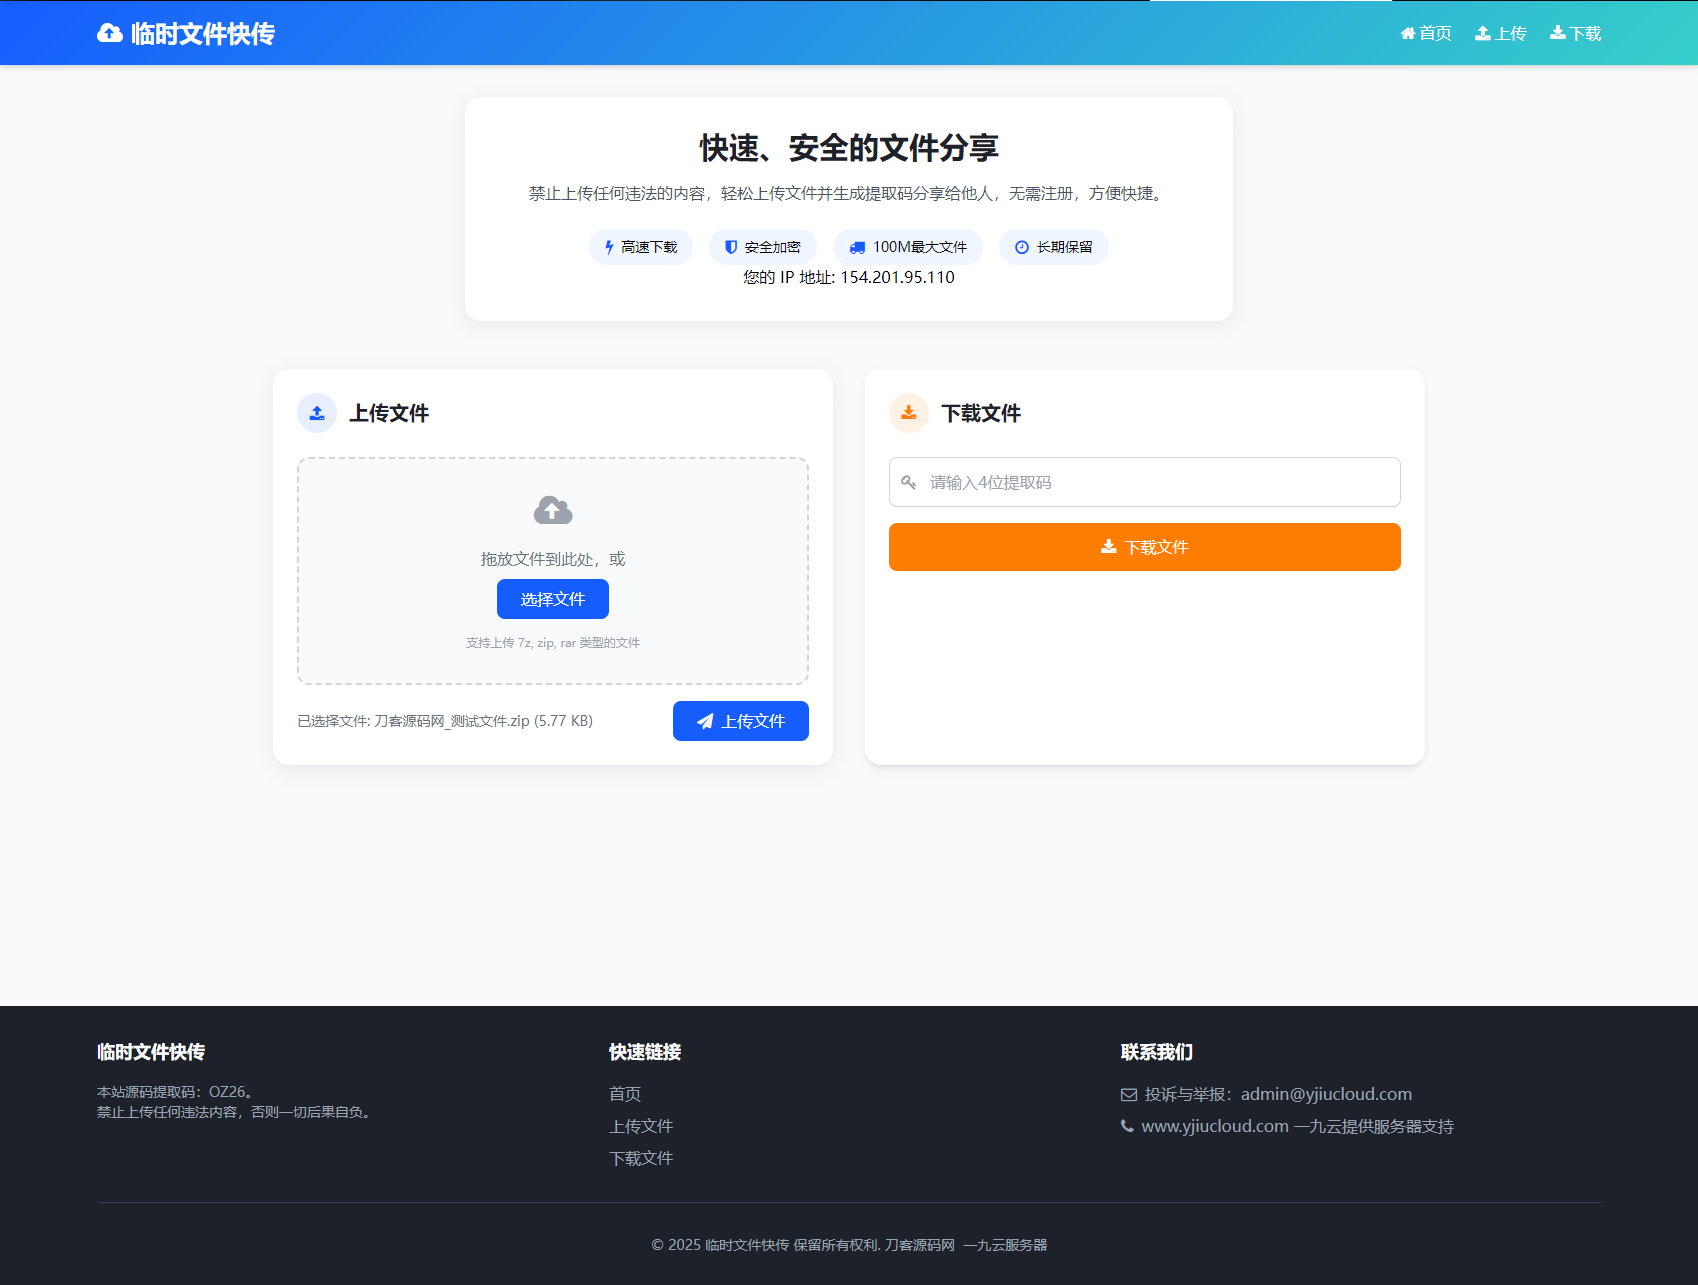 临时文件快传
首页 上传 下载
快速、安全的文件分享
禁止上传任何违法的内容，轻松上传文件并生成提取码分享给他人，无需注册，方便快捷。
高速下载 安全加密 100M最大文件 长期保留
您的 IP 地址: 154.201.95.110
上传文件
拖放文件到此处，或
选择文件
支持上传 7z, zip, rar 类型的文件
已选择文件: 刀客源码网_测试文件.zip (5.77 KB)
上传文件
下载文件
请输入4位提取码
下载文件
临时文件快传
本站源码提取码：OZ26。
禁止上传任何违法内容，否则一切后果自负。
快速链接
首页
上传文件
下载文件
联系我们
投诉与举报：admin@yjiucloud.com
www.yjiucloud.com 一九云提供服务器支持
© 2025 临时文件快传 保留所有权利. 刀客源码网 一九云服务器